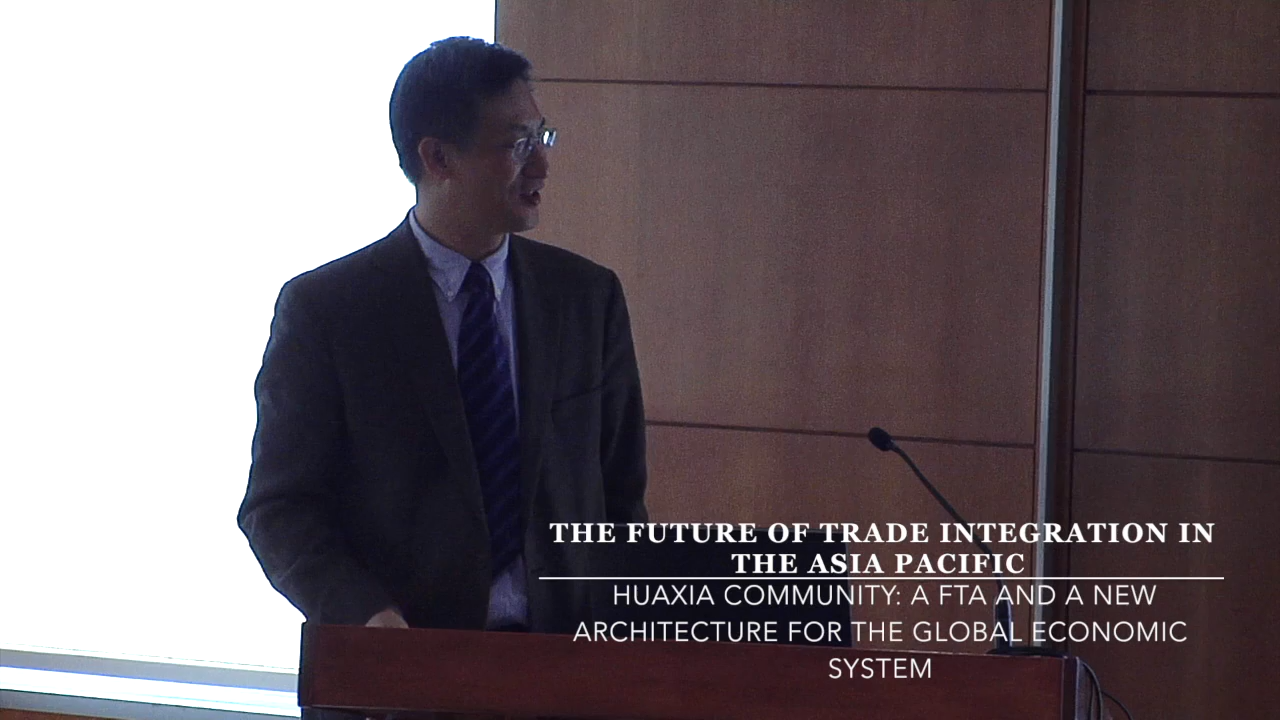 THE FUTURE OF TRADE INTEGRATION IN
THE ASIA PACIFIC
HUAXIA COMMUNITY: A FTA AND A NEW
ARCHITECTURE FOR THE GLOBAL ECONOMIC
SYSTEM